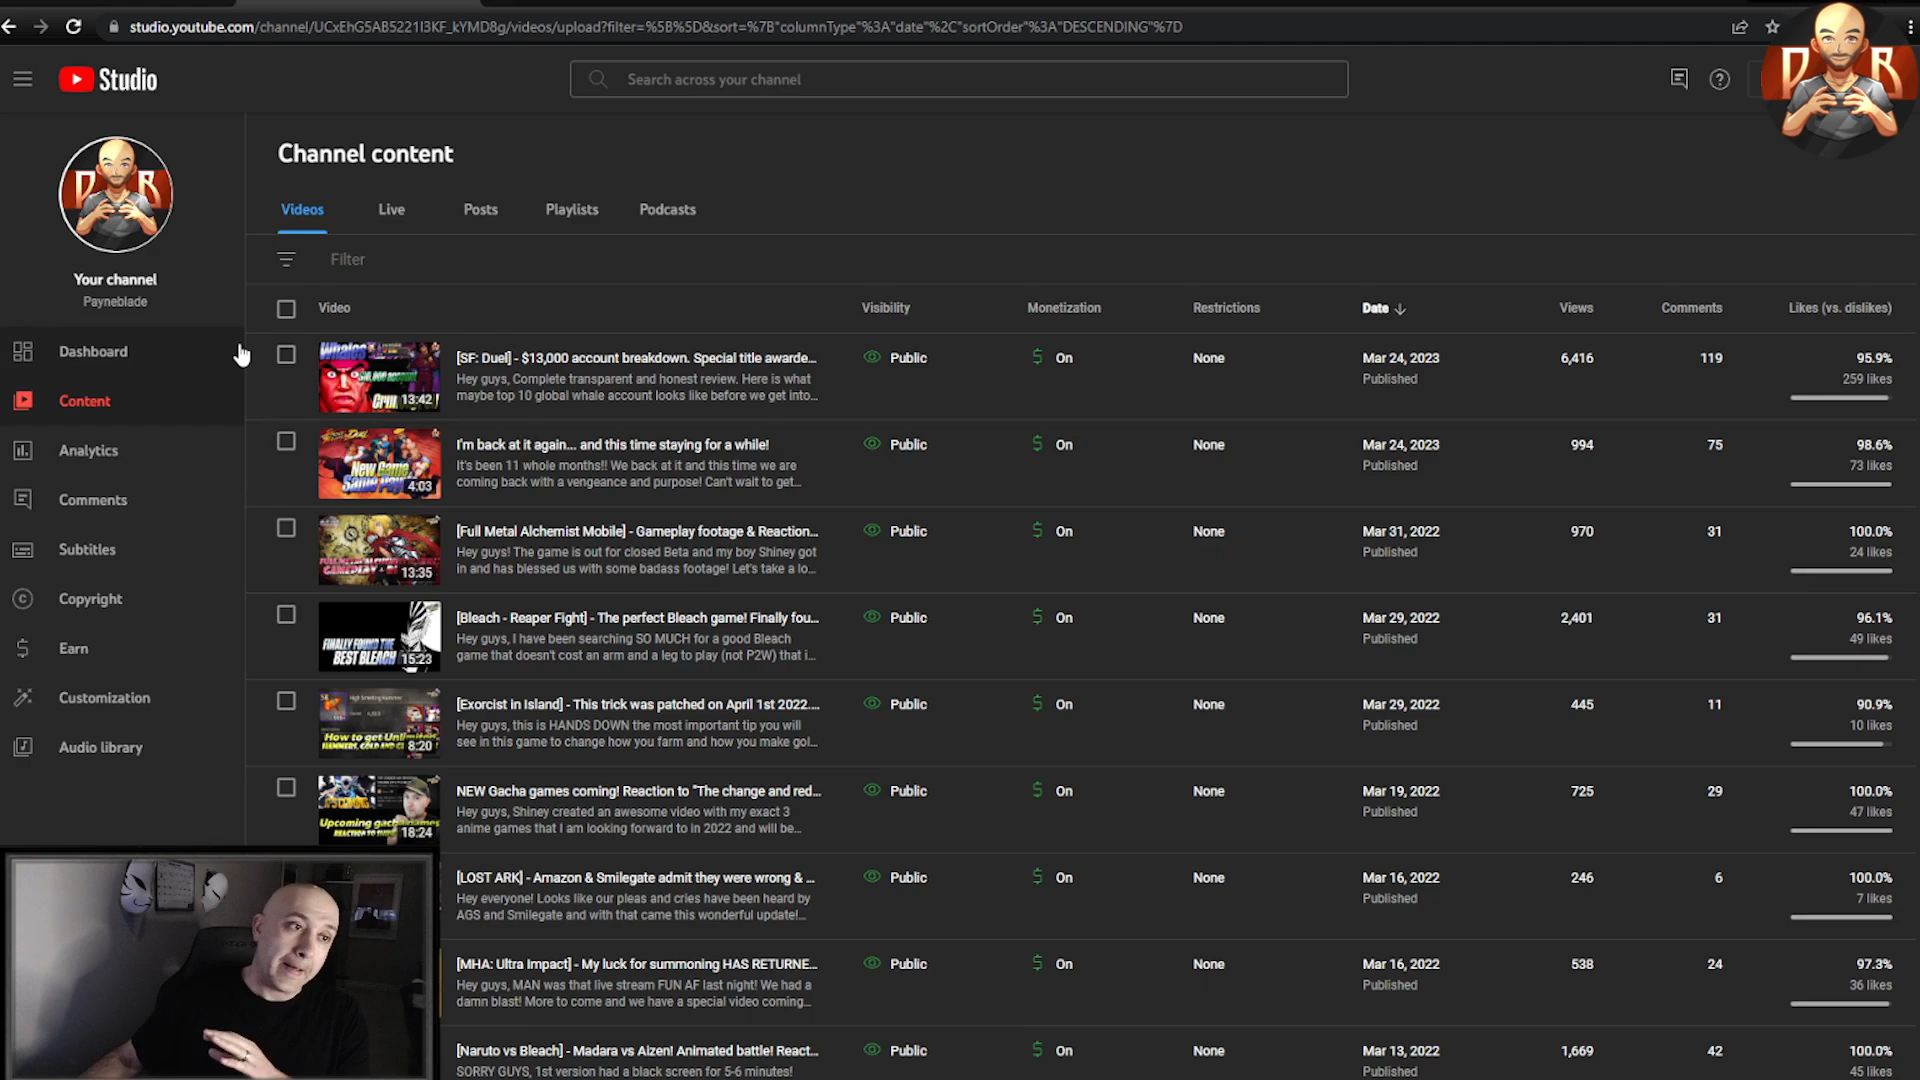 studio.youtube.com/channel/UCxEhG5AB5221I3KF_kYMD8g/videos/upload?filter=%5B%5D&sort=%7B"columnType"%3A"date"%2C"sortOrder"%3A"DESCENDING"%7D
Studio
Search across your channel
Your channel
Payneblade
Dashboard
Content
Analytics
Comments
Subtitles
Copyright
Earn
Customization
Audio library
Channel content
Videos Live Posts Playlists Podcasts
Filter
Video Visibility Monetization Restrictions Date Views Comments Likes (vs. dislikes)
13:42
[SF: Duel] - $13,000 account breakdown. Special title awarde... Public On None Mar 24, 2023 6,416 119 95.9%
Hey guys, Complete transparent and honest review. Here is what Published 259 likes
maybe top 10 global whale account looks like before we get into...
New Game
4:03
I'm back at it again... and this time staying for a while! Public On None Mar 24, 2023 994 75 98.6%
It's been 11 whole months!! We back at it and this time we are Published 73 likes
coming back with a vengeance and purpose! Can't wait to get...
13:35
[Full Metal Alchemist Mobile] - Gameplay footage & Reaction... Public On None Mar 31, 2022 970 31 100.0%
Hey guys! The game is out for closed Beta and my boy Shiney got Published 24 likes
in and has blessed us with some badass footage! Let's take a lo...
FINALLY FOUND THE
BEST BLEACH
15:23
[Bleach - Reaper Fight] - The perfect Bleach game! Finally fou... Public On None Mar 29, 2022 2,401 31 96.1%
Hey guys, I have been searching SO MUCH for a good Bleach Published 49 likes
game that doesn't cost an arm and a leg to play (not P2W) that i...
How to get Unlimited
8:20
[Exorcist in Island] - This trick was patched on April 1st 2022.... Public On None Mar 29, 2022 445 11 90.9%
Hey guys, this is HANDS DOWN the most important tip you will Published 10 likes
see in this game to change how you farm and how you make gol...
Upcoming gacha games
18:24
NEW Gacha games coming! Reaction to "The change and red... Public On None Mar 19, 2022 725 29 100.0%
Hey guys, Shiney created an awesome video with my exact 3 Published 47 likes
anime games that I am looking forward to in 2022 and will be...
[LOST ARK] - Amazon & Smilegate admit they were wrong & ... Public On None Mar 16, 2022 246 6 100.0%
Hey everyone! Looks like our pleas and cries have been heard by Published 7 likes
AGS and Smilegate and with that came this wonderful update!...
[MHA: Ultra Impact] - My luck for summoning HAS RETURNE... Public On None Mar 16, 2022 538 24 97.3%
Hey guys, MAN was that live stream FUN AF last night! We had a Published 36 likes
damn blast! More to come and we have a special video coming...
[Naruto vs Bleach] - Madara vs Aizen! Animated battle! React... Public On None Mar 13, 2022 1,669 42 100.0%
SORRY GUYS, 1st version had a black screen for 5-6 minutes! Published 45 likes